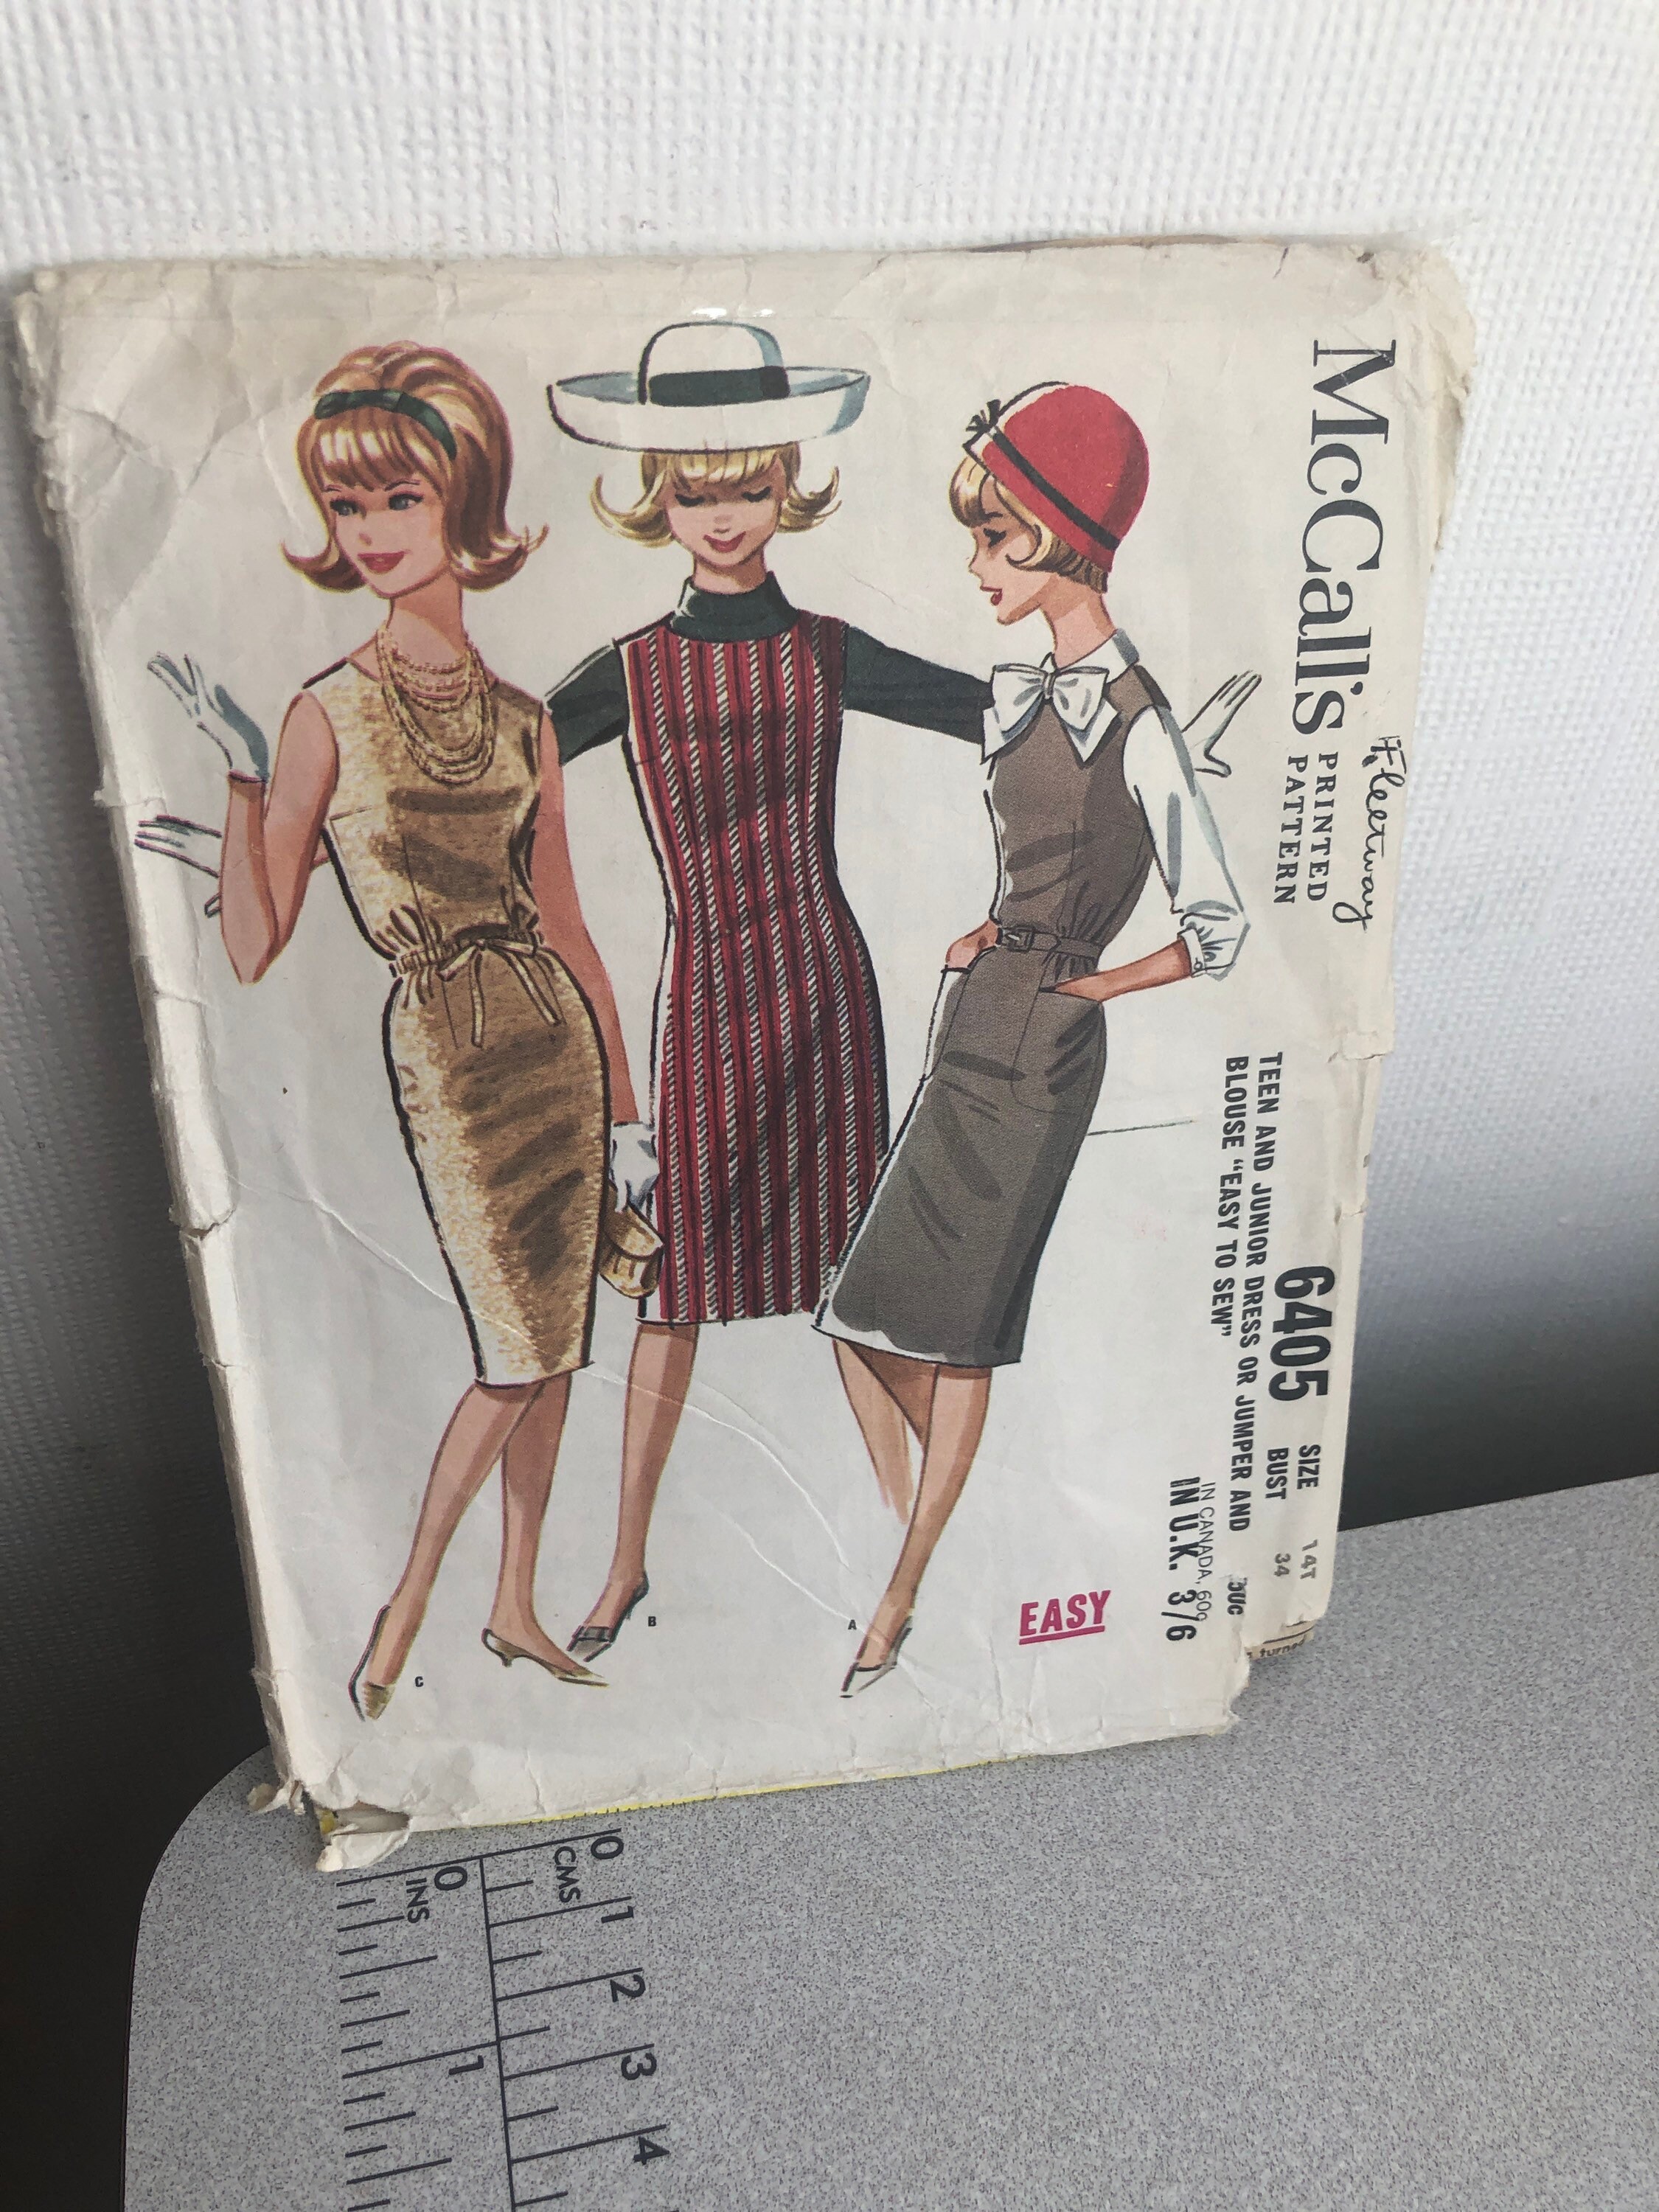 McCall's
PRINTED
PATTERN
Fleetway
6405
SIZE 14T
BUST 34
TEEN AND JUNIOR DRESS OR JUMPER AND
BLOUSE "EASY TO SEW"
IN CANADA, 60¢
IN U.K. 3/6
EASY
A
B
C
0 1 2 3 4
CMS
0 1
INS